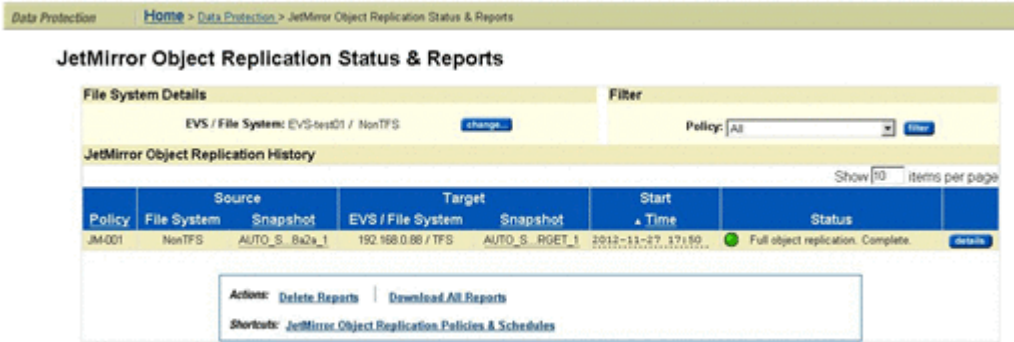 Data Protection Home > Data Protection > JetMirror Object Replication Status & Reports
JetMirror Object Replication Status & Reports
File System Details Filter
EVS / File System: EVS-test01 / NonTFS change... Policy: All filter
JetMirror Object Replication History
Show 10 items per page
Source Target Start
Policy File System Snapshot EVS / File System Snapshot Time Status
JM-001 NonTFS AUTO_S...8a2a_1 192.168.0.88 / TFS AUTO_S...RGET_1 2012-11-27 17:50 Full object replication. Complete. details
Actions: Delete Reports | Download All Reports
Shortcuts: JetMirror Object Replication Policies & Schedules